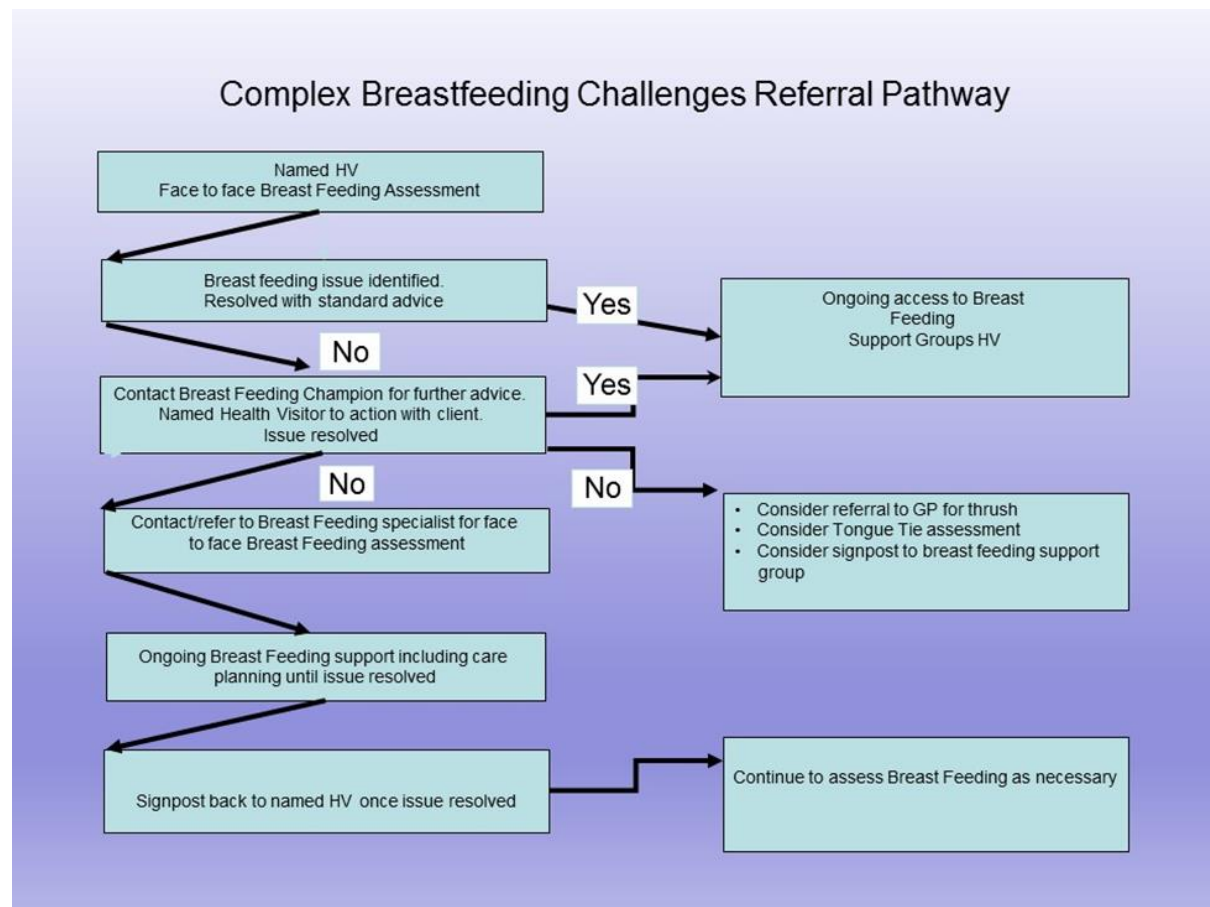 Complex Breastfeeding Challenges Referral Pathway
Named HV
Face to face Breast Feeding Assessment
Breast feeding issue identified.
Resolved with standard advice
Yes
Ongoing access to Breast
Feeding
Support Groups HV
No
Contact Breast Feeding Champion for further advice.
Named Health Visitor to action with client.
Issue resolved
Yes
No
No
• Consider referral to GP for thrush
• Consider Tongue Tie assessment
• Consider signpost to breast feeding support
group
Contact/refer to Breast Feeding specialist for face
to face Breast Feeding assessment
Ongoing Breast Feeding support including care
planning until issue resolved
Signpost back to named HV once issue resolved
Continue to assess Breast Feeding as necessary